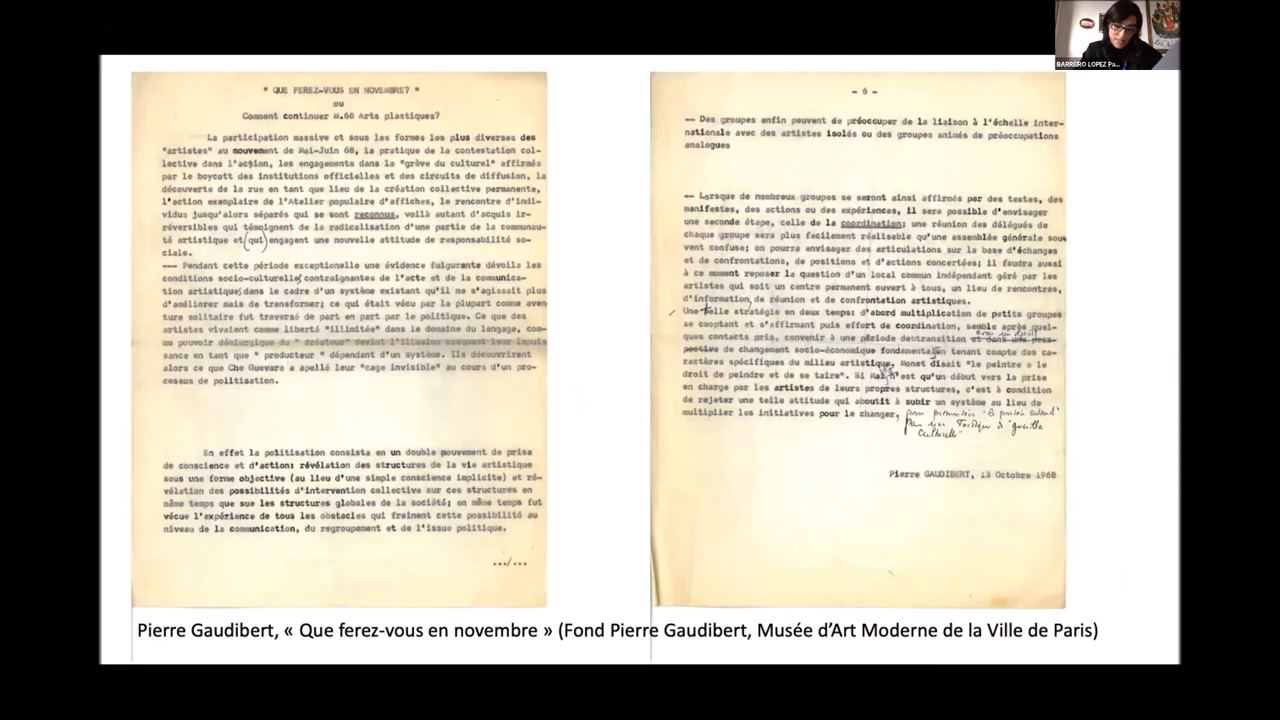 BARREIRO LOPEZ Pa...
" QUE FEREZ-VOUS EN NOVEMBRE? "
ou
Comment continuer M.68 Arts plastiques?
La participation massive et sous les formes les plus diverses des
"artistes" au mouvement de Mai-Juin 68, la pratique de la contestation col-
lective dans l'action, les engagements dans la "grève du culturel" affirmés
par le boycott des institutions officielles et des circuits de diffusion, la
découverte de la rue en tant que lieu de la création collective permanente,
l'action exemplaire de l'Atelier populaire d'affiches, le rencontre d'indi-
vidus jusqu'alors séparés qui se sont reconnus, voilà autant d'acquis ir-
réversibles qui témoignent de la radicalisation d'une partie de la communau-
té artistique et (qui) engagent une nouvelle attitude de responsabilité so-
ciale.
--- Pendant cette période exceptionelle une évidence fulgurante dévoila les
conditions socio-culturelles contraignantes de l'acte et de la communica-
tion artistique, dans le cadre d'un système existant qu'il ne s'agissait plus
d'améliorer mais de transformer; ce qui était vécu par la plupart comme aven
ture solitaire fut traversé de part en part par le politique. Ce que des
artistes vivaient comme liberté "illimitée" dans le domaine du langage, com-
me pouvoir démiurgique du " créateur" devint l'illusion masquant leur impuis
sance en tant que " producteur " dépendant d'un système. Ils découvrirent
alors ce que Che Guevara a apellé leur "cage invisible" au cours d'un pro-
cessus de politisation.
En effet la politisation consista en un double mouvement de prise
de conscience et d'action: révélation des structures de la vie artistique
sous une forme objective (au lieu d'une simple conscience implicite) et ré-
vélation des possibilités d'intervention collective sur ces structures en
même temps que sue les structures globales de la société; en même temps fut
vécue l'expérience de tous les obstacles qui freinent cette possibilité au
niveau de la communication, du regroupement et de l'issue politique.
.../...
- 6 -
-- Des groupes enfin peuvent de préoccuper de la liaison à l'échelle inter-
nationale avec des artistes isolés ou des groupes animés de préoccupations
analogues
-- Lorsque de nombreux groupes se seront ainsi affirmés par des textes, des
manifestes, des actions ou des expériences, il sera possible d'envisager
une seconde étape, celle de la coordination: une réunion des délégués de
chaque groupe sera plus facilement réalisable qu'une assemblée générale sou
vent confuse; on pourra envisager des articulations sur la base d'échanges
et de confrontations, de positions et d'actions concertées; il faudra aussi
à ce moment reposer la question d'un local commun indépendant géré par les
artistes qui soit un centre permanent ouvert à tous, un lieu de rencontres,
d'information, de réunion et de confrontation artistiques.
Une telle stratégie en deux temps: d'abord multiplication de petits groupes
se cooptant et s'affirmant puis effort de coordination, semble après quel-
ques contacts pris, convenir à une période de transition et dans une pers-
pective de changement socio-économique fondamental tenant compte des ca-
ractères spécifiques du milieu artistique. Monet disait "le peintre a le
droit de peindre et de se taire". Si Mai n'est qu'un début vers la prise
en charge par les artistes de leurs propres structures, c'est à condition
de rejeter une telle attitude qui aboutit à subir un système au lieu de
multiplier les initiatives pour le changer, pour promouvoir "le pouvoir culturel"
par une tactique de "guerilla
culturelle"
Pierre GAUDIBERT, 13 Octobre 1968
Pierre Gaudibert, « Que ferez-vous en novembre » (Fond Pierre Gaudibert, Musée d'Art Moderne de la Ville de Paris)